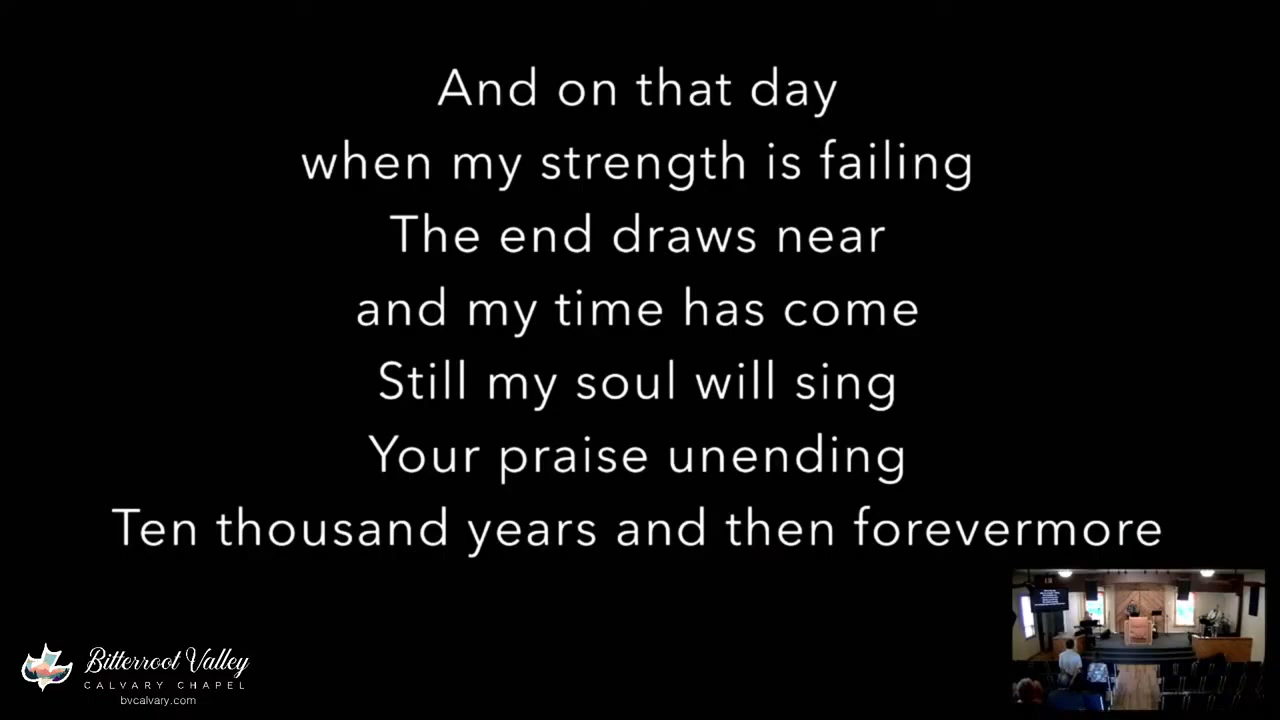 And on that day
when my strength is failing
The end draws near
and my time has come
Still my soul will sing
Your praise unending
Ten thousand years and then forevermore
Bitterroot Valley
CALVARY CHAPEL
bvcalvary.com